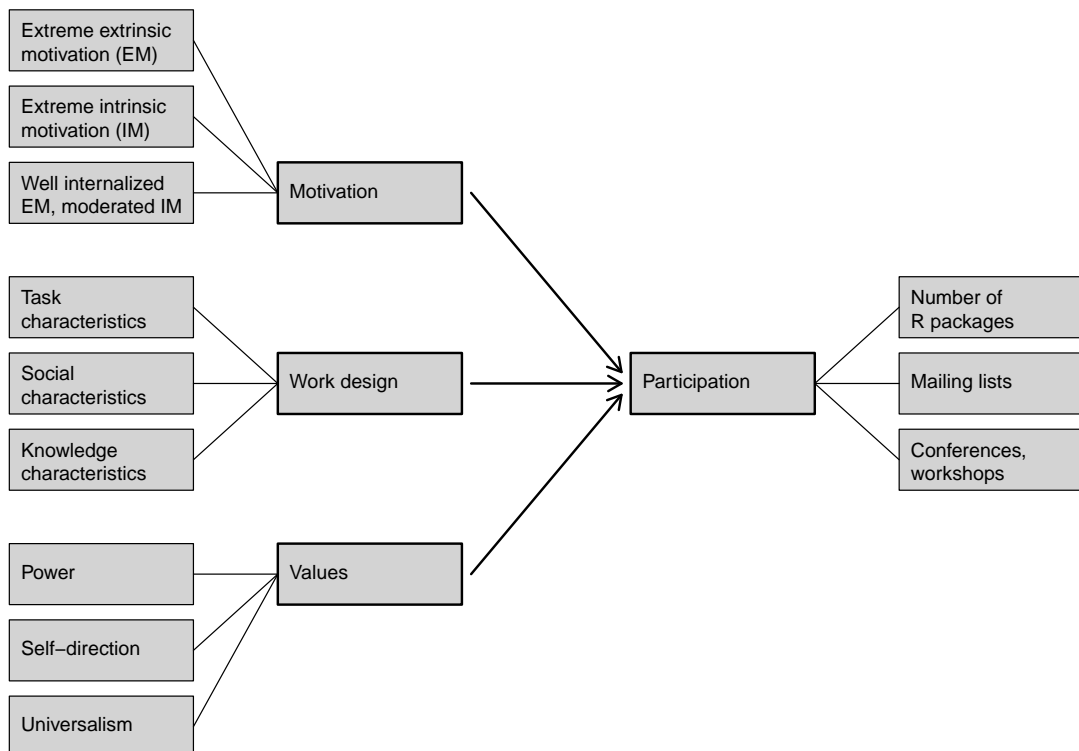 Extreme extrinsic
motivation (EM)
Extreme intrinsic
motivation (IM)
Well internalized
EM, moderated IM
Motivation
Task
characteristics
Social
characteristics
Knowledge
characteristics
Work design
Power
Self−direction
Universalism
Values
Participation
Number of
R packages
Mailing lists
Conferences,
workshops